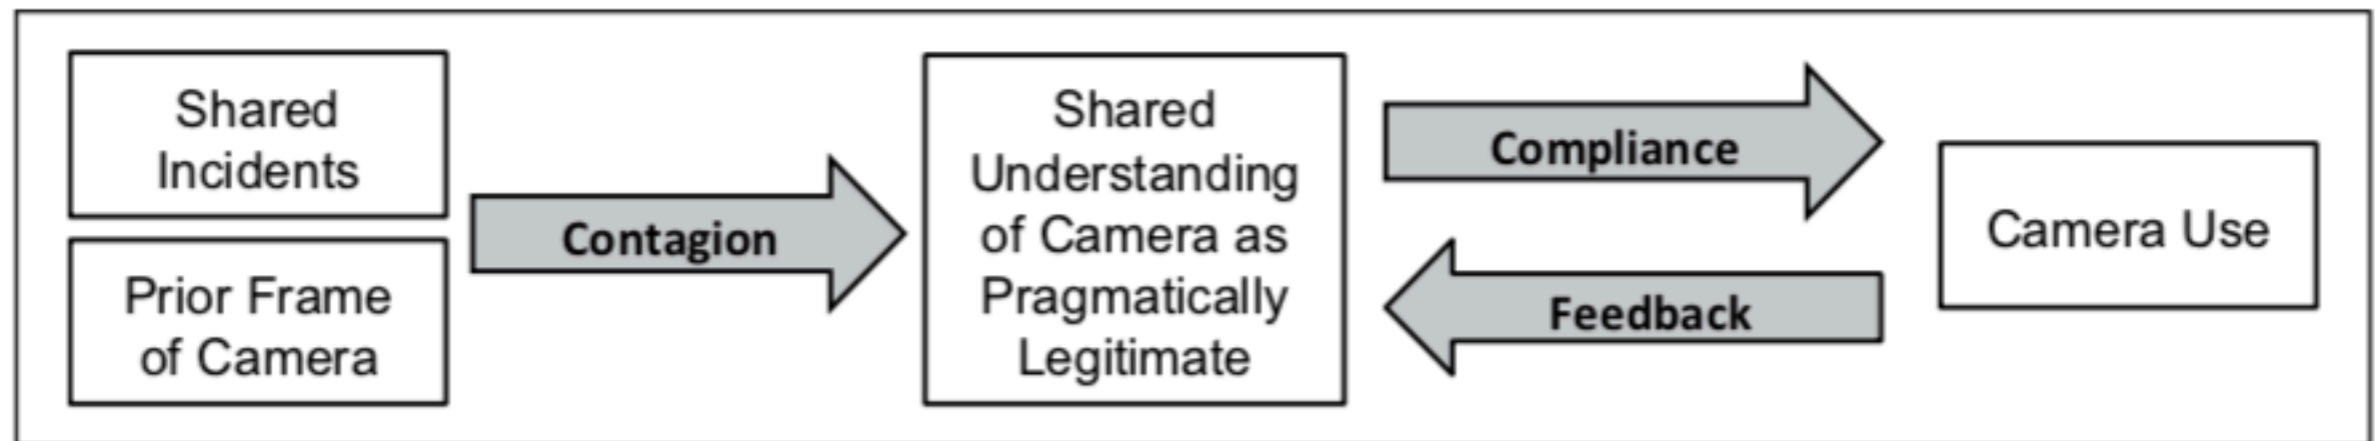 Shared
Incidents
Prior Frame
of Camera
Contagion
Shared
Understanding
of Camera as
Pragmatically
Legitimate
Compliance
Feedback
Camera Use